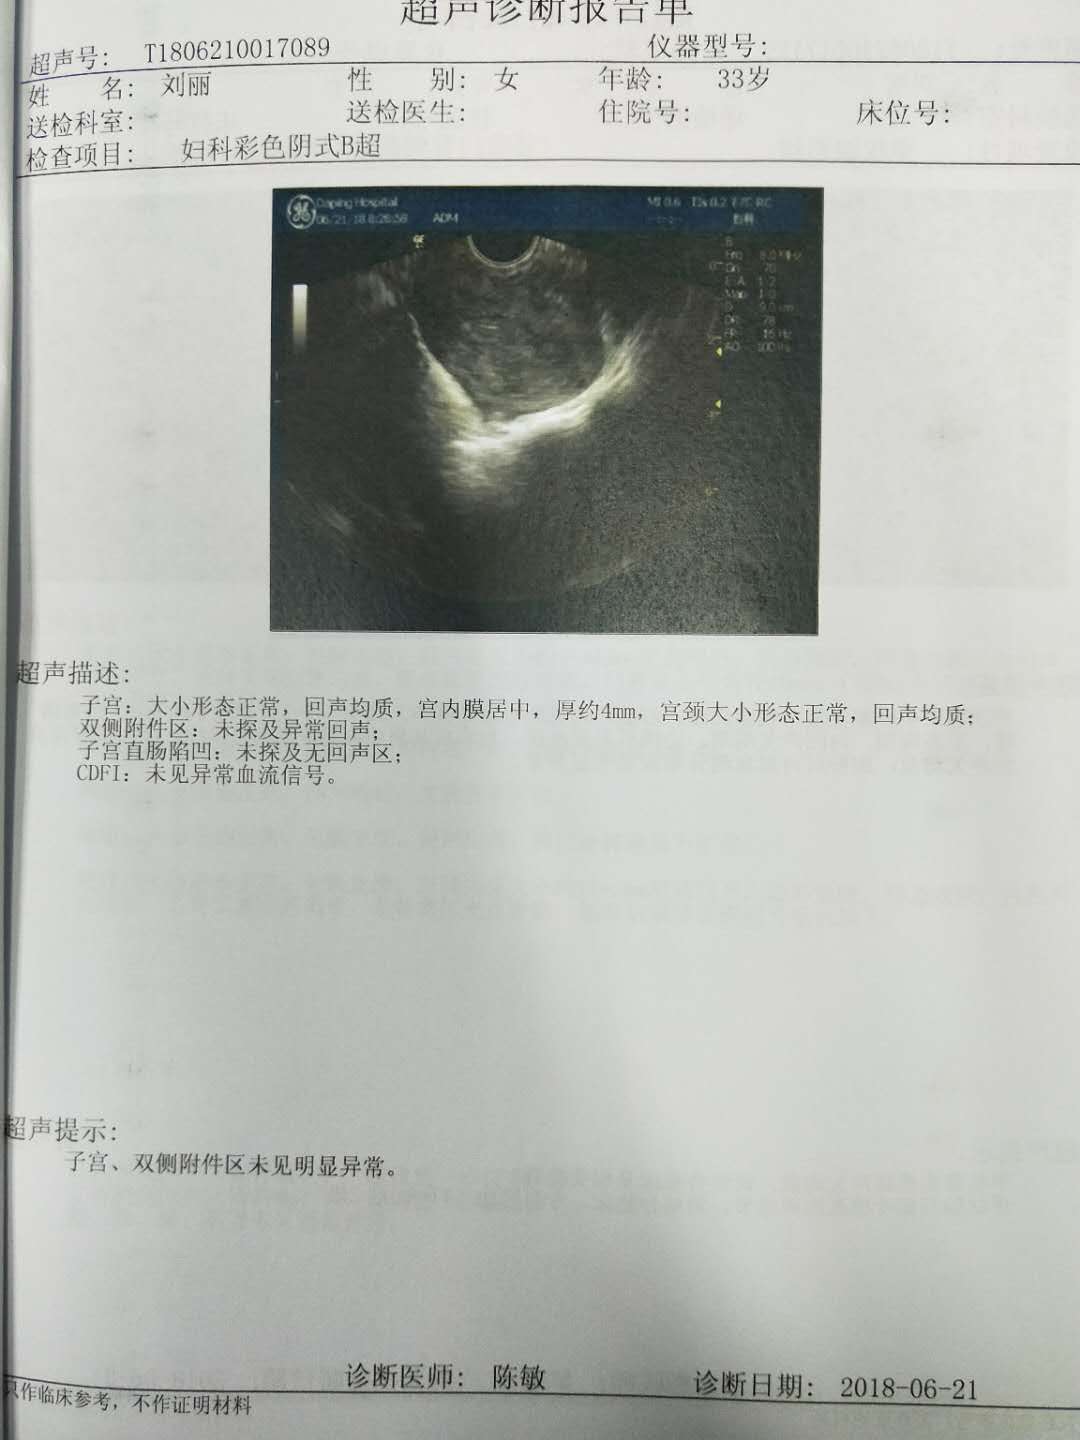 超声诊断报告单
超声号: T1806210017089 仪器型号:
姓 名: 刘丽 性 别: 女 年龄: 33岁
送检科室: 送检医生: 住院号: 床位号:
检查项目: 妇科彩色阴式B超
Daping Hospital
06/21/18 8:28:58 ADM
超声描述:
子宫: 大小形态正常, 回声均质, 宫内膜居中, 厚约4mm, 宫颈大小形态正常, 回声均质;
双侧附件区: 未探及异常回声;
子宫直肠陷凹: 未探及无回声区;
CDFI: 未见异常血流信号。
超声提示:
子宫、双侧附件区未见明显异常。
诊断医师: 陈敏 诊断日期: 2018-06-21
只作临床参考, 不作证明材料